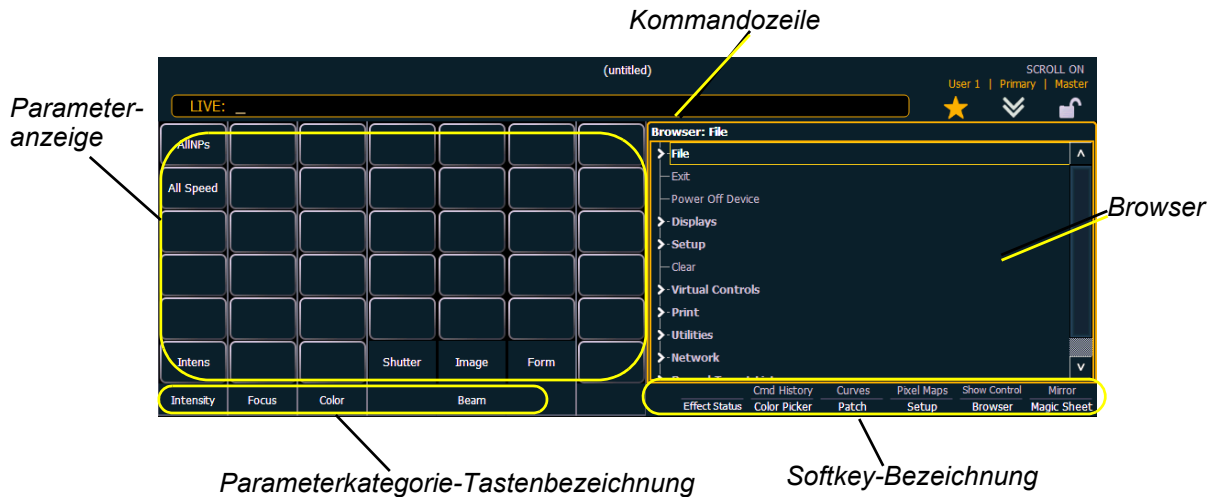 Kommandozeile
(untitled)
SCROLL ON
User 1 | Primary | Master
LIVE: _
Parameter-
anzeige
AllNPs
All Speed
Intens
Shutter
Image
Form
Intensity
Focus
Color
Beam
Browser: File
File
Exit
Power Off Device
Displays
Setup
Clear
Virtual Controls
Print
Utilities
Network
Browser
Cmd History
Curves
Pixel Maps
Show Control
Mirror
Effect Status
Color Picker
Patch
Setup
Browser
Magic Sheet
Parameterkategorie-Tastenbezeichnung
Softkey-Bezeichnung